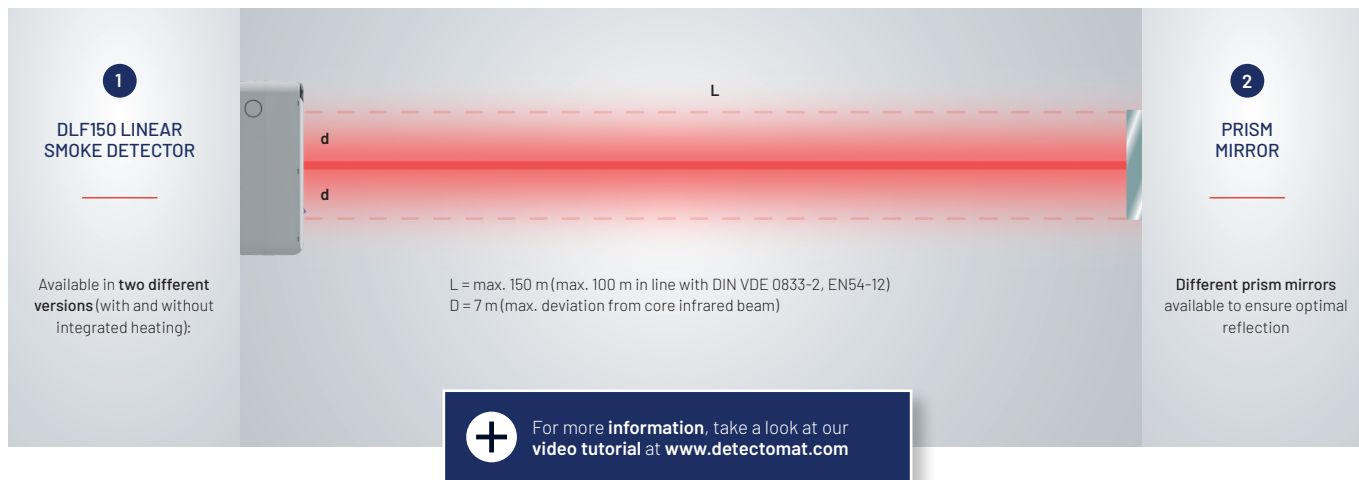 1
DLF150 LINEAR
SMOKE DETECTOR
Available in two different
versions (with and without
integrated heating):
L
d
d
L = max. 150 m (max. 100 m in line with DIN VDE 0833-2, EN54-12)
D = 7 m (max. deviation from core infrared beam)
2
PRISM
MIRROR
Different prism mirrors
available to ensure optimal
reflection
For more information, take a look at our
video tutorial at www.detectomat.com